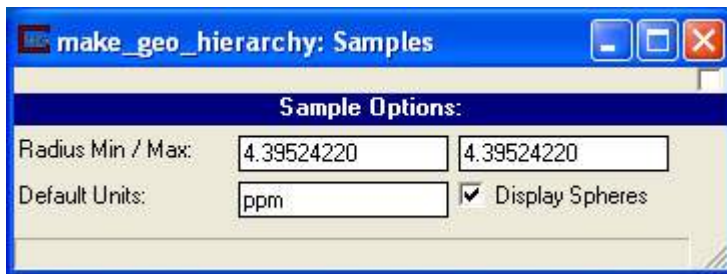 make_geo_hierarchy: Samples
Sample Options:
Radius Min / Max: 4.39524220 4.39524220
Default Units: ppm Display Spheres